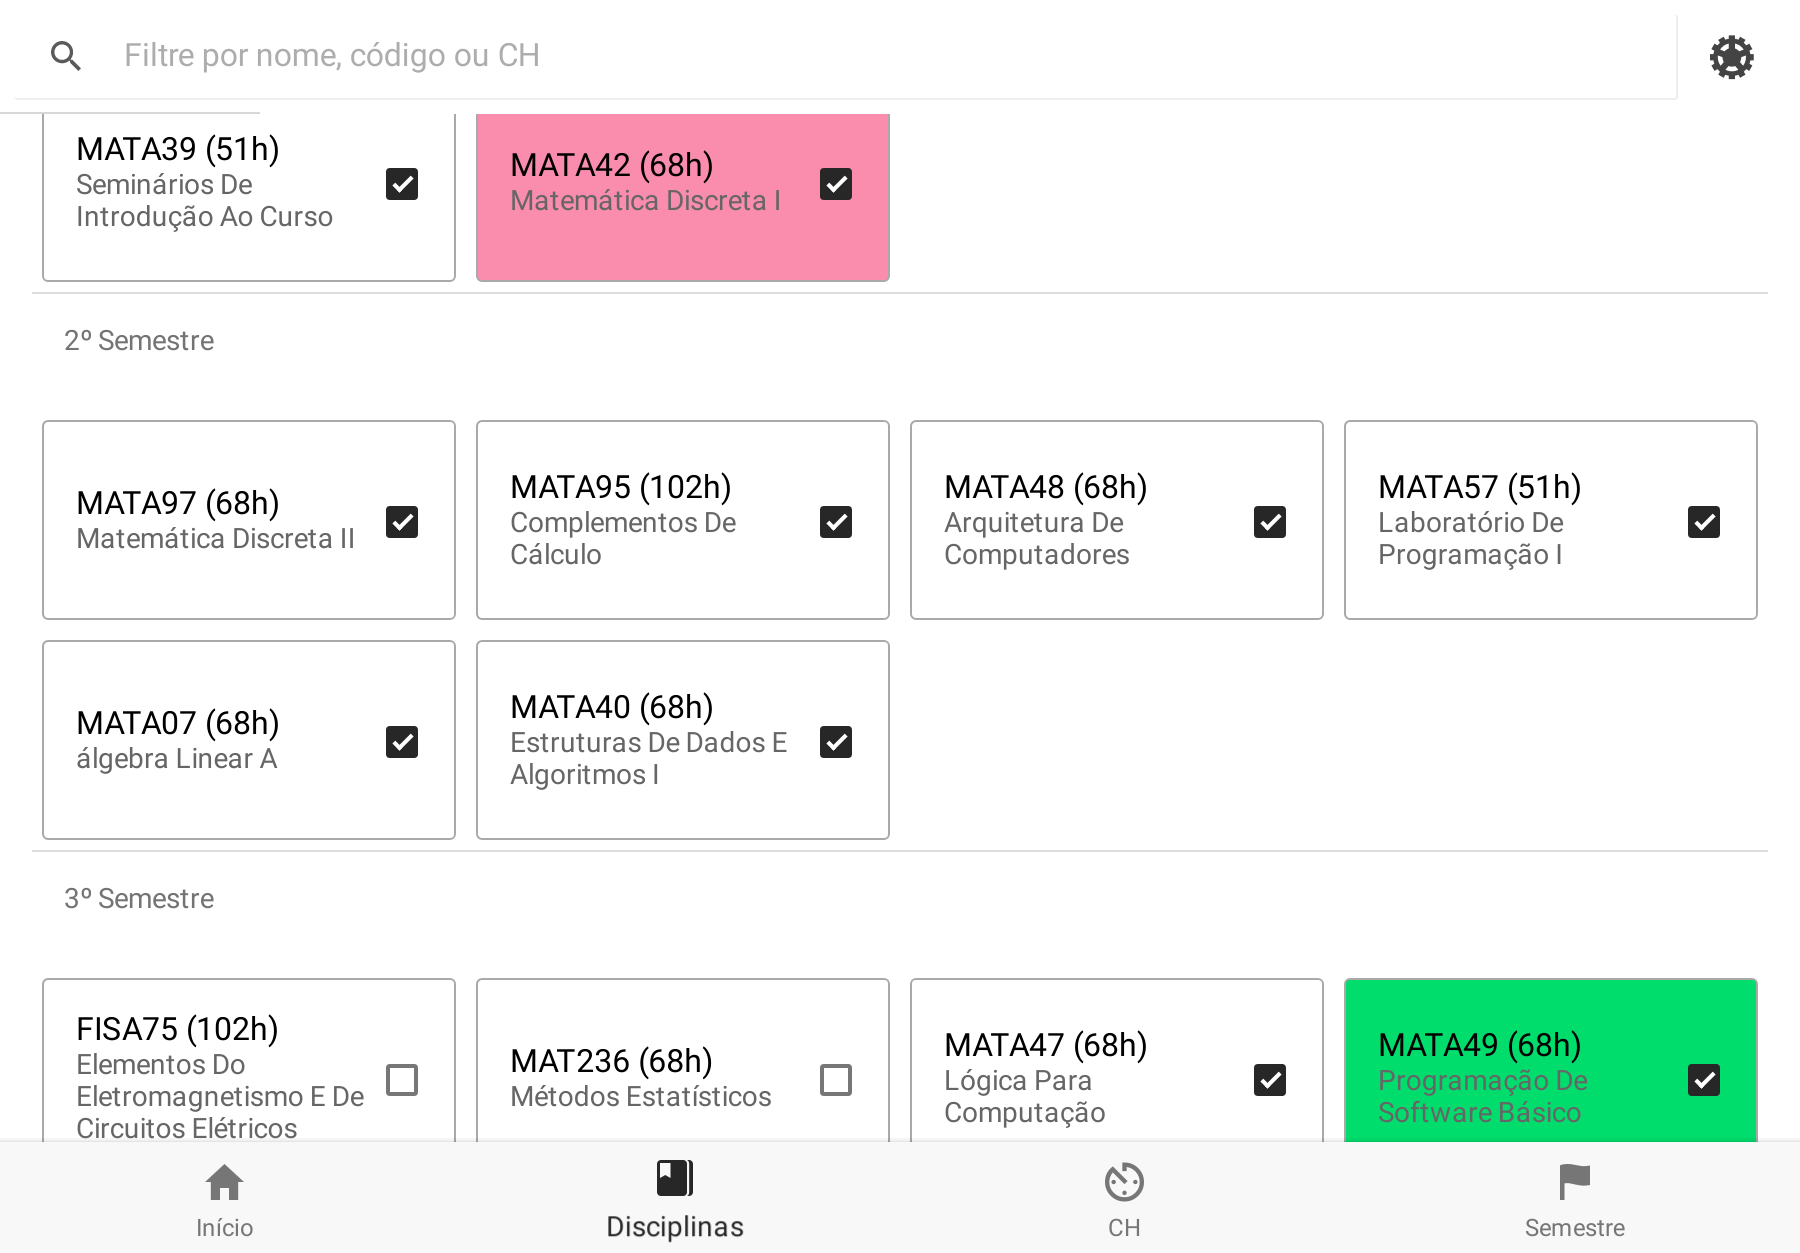 Filtre por nome, código ou CH
MATA39 (51h)
Seminários De
Introdução Ao Curso
MATA42 (68h)
Matemática Discreta I
2º Semestre
MATA97 (68h)
Matemática Discreta II
MATA95 (102h)
Complementos De
Cálculo
MATA48 (68h)
Arquitetura De
Computadores
MATA57 (51h)
Laboratório De
Programação I
MATA07 (68h)
álgebra Linear A
MATA40 (68h)
Estruturas De Dados E
Algoritmos I
3º Semestre
FISA75 (102h)
Elementos Do
Eletromagnetismo E De
Circuitos Elétricos
MAT236 (68h)
Métodos Estatísticos
MATA47 (68h)
Lógica Para
Computação
MATA49 (68h)
Programação De
Software Básico
Início
Disciplinas
CH
Semestre